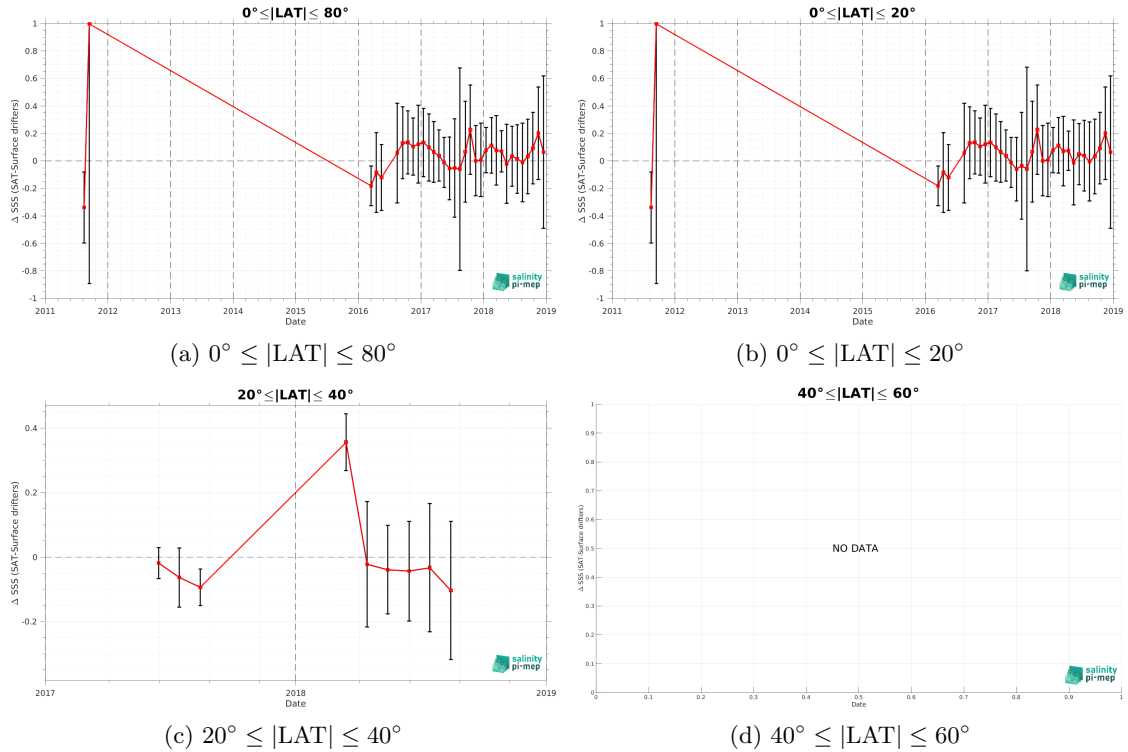 0°≤|LAT|≤ 80°
1
0.8
0.6
0.4
0.2
0
-0.2
-0.4
-0.6
-0.8
-1
Δ SSS (SAT-Surface drifters)
2011 2012 2013 2014 2015 2016 2017 2018 2019
Date
salinity
pi-mep
(a) 0° ≤ |LAT| ≤ 80°
0°≤|LAT|≤ 20°
1
0.8
0.6
0.4
0.2
0
-0.2
-0.4
-0.6
-0.8
-1
Δ SSS (SAT-Surface drifters)
2011 2012 2013 2014 2015 2016 2017 2018 2019
Date
salinity
pi-mep
(b) 0° ≤ |LAT| ≤ 20°
20°≤|LAT|≤ 40°
0.4
0.2
0
-0.2
Δ SSS (SAT-Surface drifters)
2017 2018 2019
Date
salinity
pi-mep
(c) 20° ≤ |LAT| ≤ 40°
40°≤|LAT|≤ 60°
1
0.9
0.8
0.7
0.6
0.5
0.4
0.3
0.2
0.1
0
Δ SSS (SAT-Surface drifters)
NO DATA
0 0.1 0.2 0.3 0.4 0.5 0.6 0.7 0.8 0.9 1
Date
salinity
pi-mep
(d) 40° ≤ |LAT| ≤ 60°